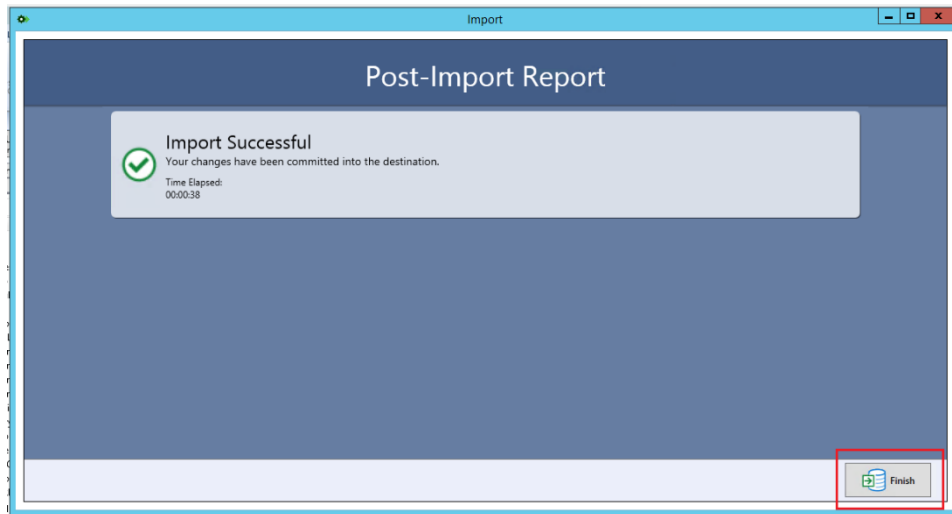 Import
Post-Import Report
Import Successful
Your changes have been committed into the destination.
Time Elapsed:
00:00:38
Finish